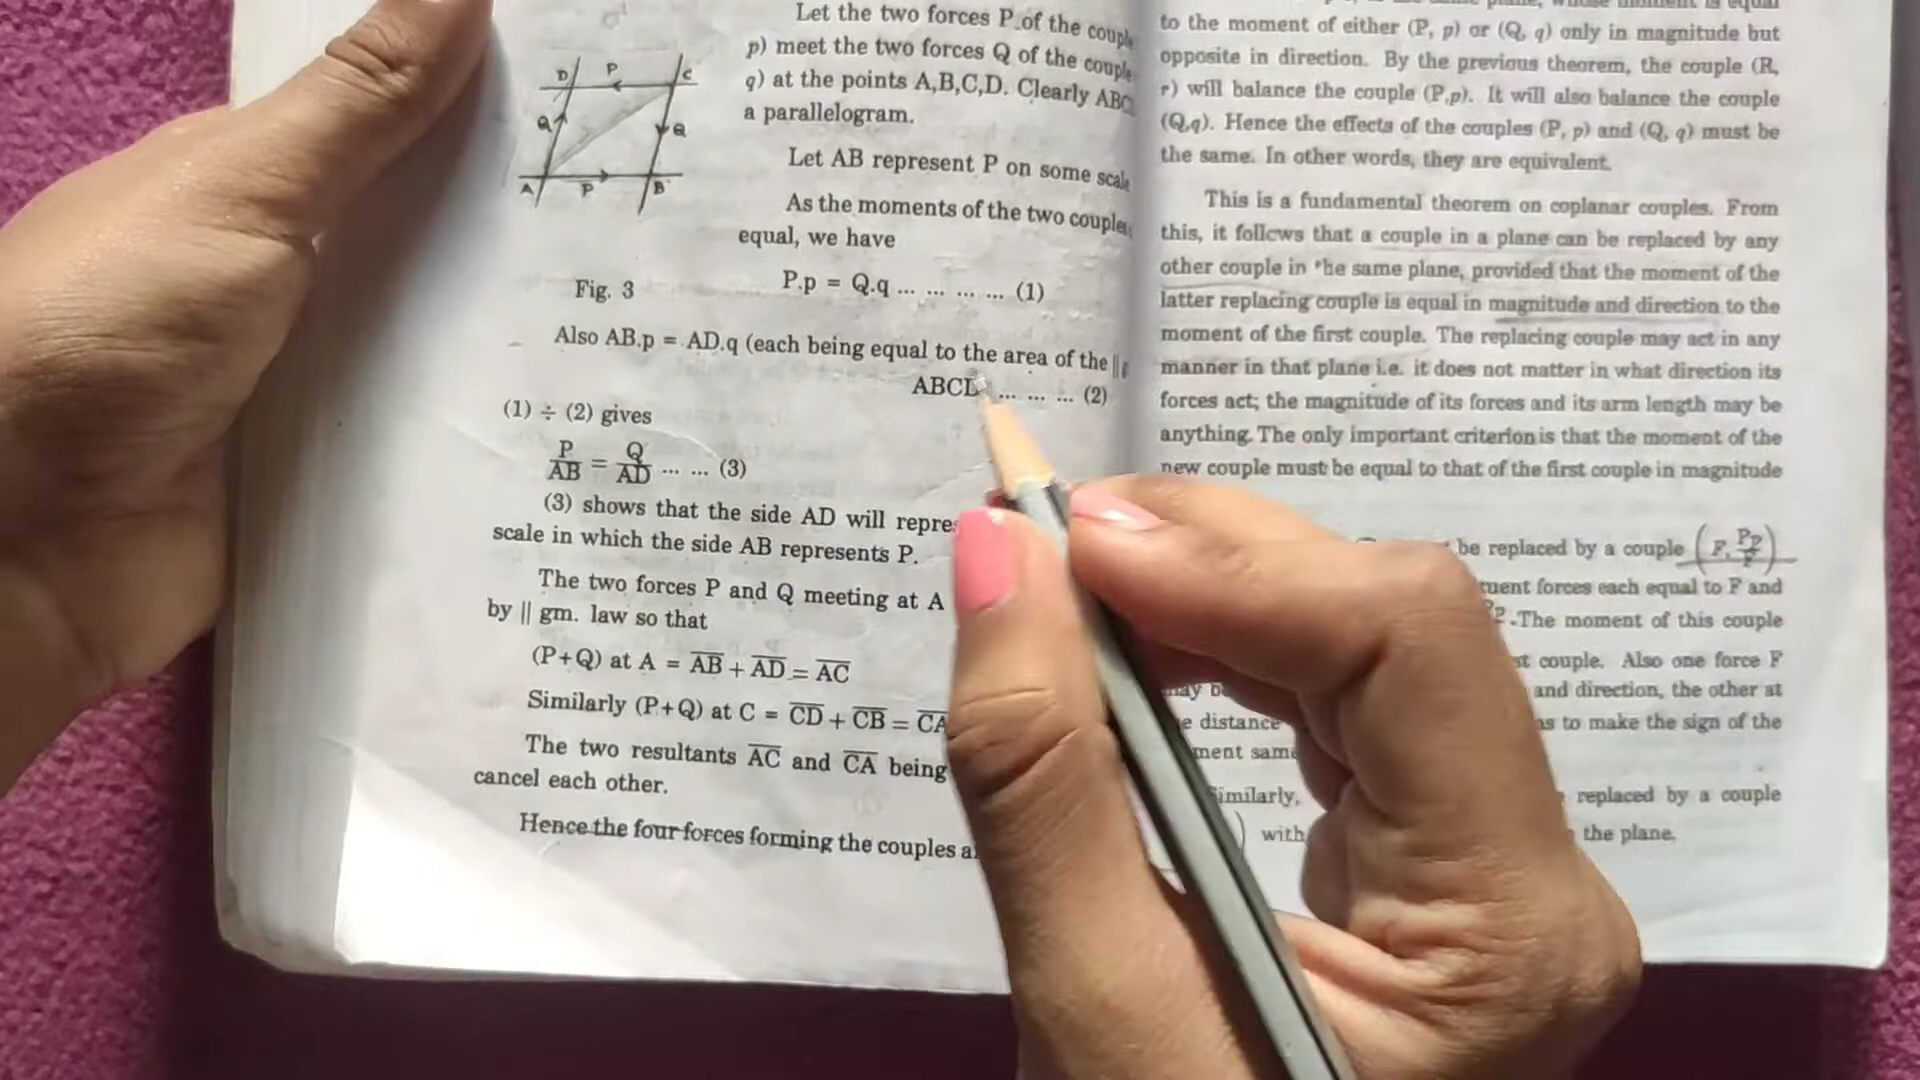 Let the two forces P of the couple
p) meet the two forces Q of the couple
q) at the points A,B,C,D. Clearly ABC
a parallelogram.
Let AB represent P on some scale
As the moments of the two couples
equal, we have
P.p = Q.q ... ... ... ... (1)
D P C
Q Q
A P B
Fig. 3
Also AB.p = AD.q (each being equal to the area of the ||
ABCD ... ... ... (2)
(1) ÷ (2) gives
P/AB = Q/AD ... ... (3)
(3) shows that the side AD will repres
scale in which the side AB represents P.
The two forces P and Q meeting at A
by || gm. law so that
(P+Q) at A = A̅B̅ + A̅D̅ = A̅C̅
Similarly (P+Q) at C = C̅D̅ + C̅B̅ = C̅A̅
The two resultants A̅C̅ and C̅A̅ being
cancel each other.
Hence the four forces forming the couples a
to the moment of either (P, p) or (Q, q) only in magnitude but
opposite in direction. By the previous theorem, the couple (R,
r) will balance the couple (P,p). It will also balance the couple
(Q,q). Hence the effects of the couples (P, p) and (Q, q) must be
the same. In other words, they are equivalent.
This is a fundamental theorem on coplanar couples. From
this, it follcws that a couple in a plane can be replaced by any
other couple in he same plane, provided that the moment of the
latter replacing couple is equal in magnitude and direction to the
moment of the first couple. The replacing couple may act in any
manner in that plane i.e. it does not matter in what direction its
forces act; the magnitude of its forces and its arm length may be
anything. The only important criterion is that the moment of the
new couple must be equal to that of the first couple in magnitude
be replaced by a couple (F, Pp/F)
uent forces each equal to F and
.The moment of this couple
st couple. Also one force F
may b and direction, the other at
e distance as to make the sign of the
ment same
Similarly, replaced by a couple
) with the plane.